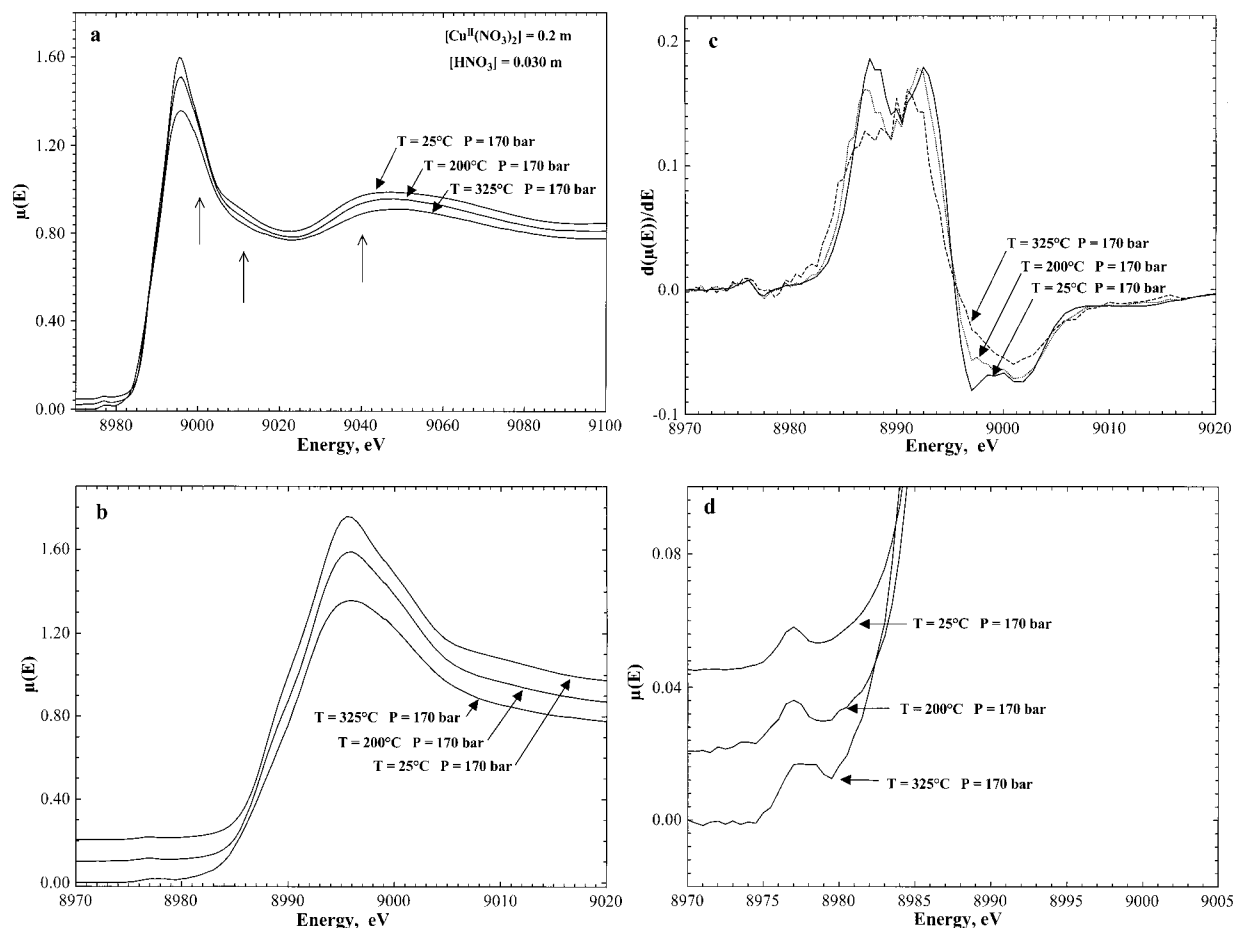 a
[Cu^II(NO3)2] = 0.2 m
[HNO3] = 0.030 m
1.60
1.20
0.80
0.40
0.00
μ(E)
T = 25°C P = 170 bar
T = 200°C P = 170 bar
T = 325°C P = 170 bar
8980 9000 9020 9040 9060 9080 9100
Energy, eV
c
0.2
0.1
0.0
-0.1
d(μ(E))/dE
T = 325°C P = 170 bar
T = 200°C P = 170 bar
T = 25°C P = 170 bar
8970 8980 8990 9000 9010 9020
Energy, eV
b
1.60
1.20
0.80
0.40
0.00
μ(E)
T = 325°C P = 170 bar
T = 200°C P = 170 bar
T = 25°C P = 170 bar
8970 8980 8990 9000 9010 9020
Energy, eV
d
0.08
0.04
0.00
μ(E)
T = 25°C P = 170 bar
T = 200°C P = 170 bar
T = 325°C P = 170 bar
8970 8975 8980 8985 8990 8995 9000 9005
Energy, eV